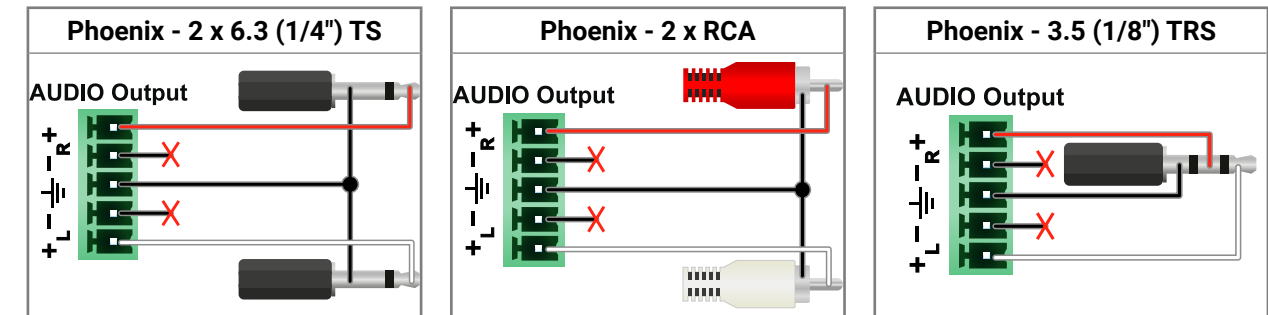 Phoenix - 2 x 6.3 (1/4") TS
AUDIO Output
+
R
-
-
L
+
Phoenix - 2 x RCA
AUDIO Output
+
R
-
-
L
+
Phoenix - 3.5 (1/8") TRS
AUDIO Output
+
R
-
-
L
+